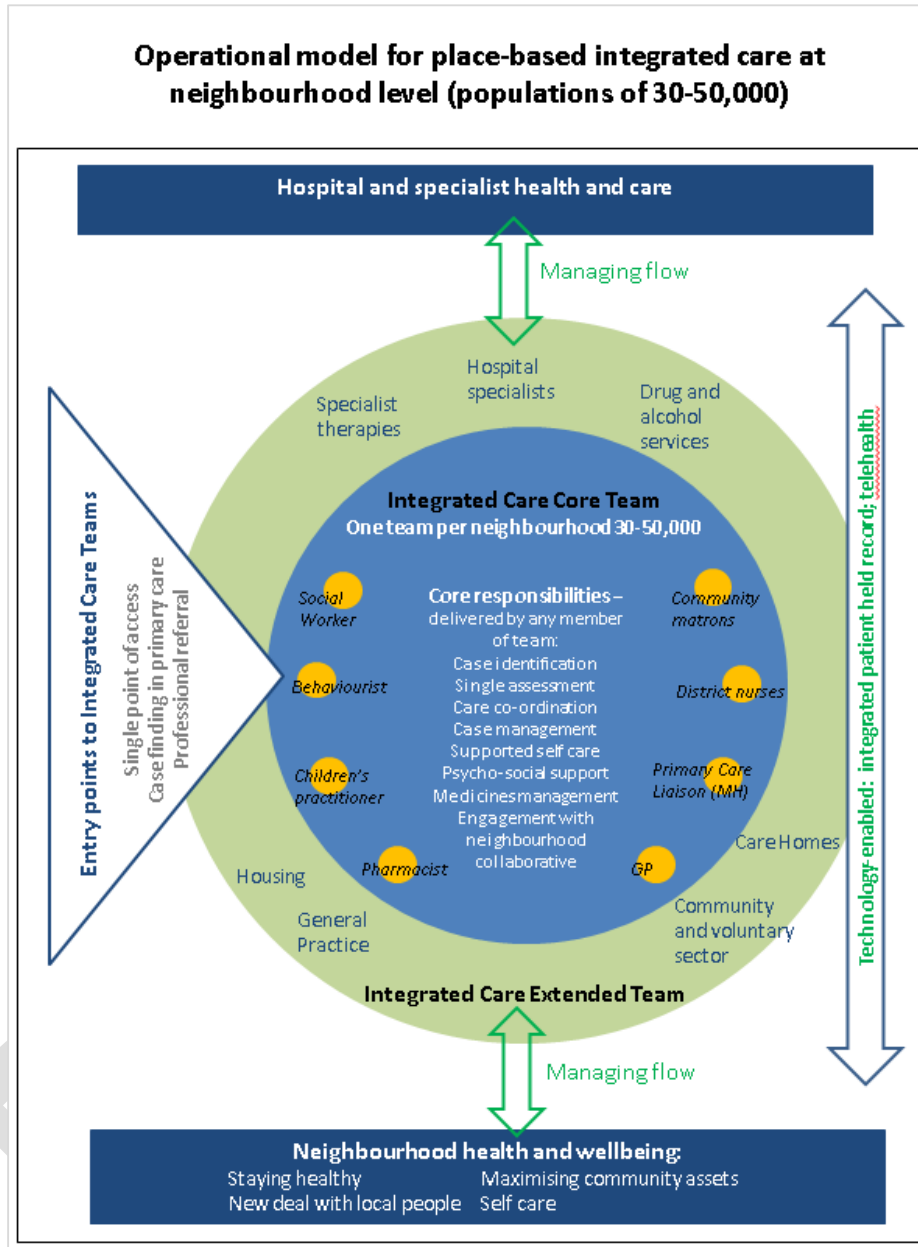 Operational model for place-based integrated care at
neighbourhood level (populations of 30-50,000)
Hospital and specialist health and care
Managing flow
Hospital
specialists
Specialist
therapies
Drug and
alcohol
services
Entry points to Integrated Care Teams
Single point of access
Case finding in primary care
Professional referral
Integrated Care Core Team
One team per neighbourhood 30-50,000
Social
Worker
Behaviourist
Children's
practitioner
Pharmacist
Core responsibilities –
delivered by any member
of team:
Case identification
Single assessment
Care co-ordination
Case management
Supported self care
Psycho-social support
Medicines management
Engagement with
neighbourhood
collaborative
Community
matrons
District nurses
Primary Care
Liaison (MH)
GP
Care Homes
Housing
General
Practice
Community
and voluntary
sector
Integrated Care Extended Team
Technology-enabled: integrated patient held record; telehealth
Managing flow
Neighbourhood health and wellbeing:
Staying healthy Maximising community assets
New deal with local people Self care